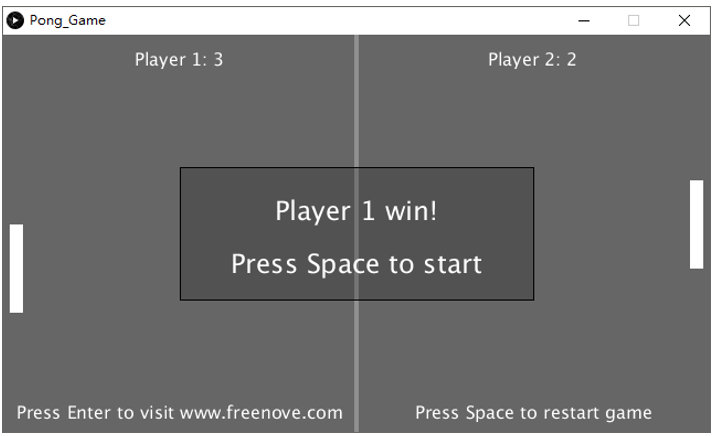 Pong_Game
Player 1: 3
Player 2: 2
Player 1 win!
Press Space to start
Press Enter to visit www.freenove.com
Press Space to restart game